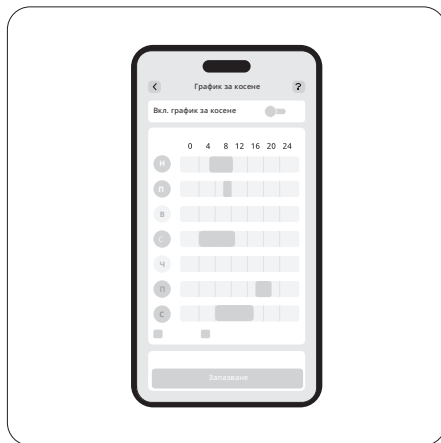 График за косене ?
Вкл. график за косене
0 4 8 12 16 20 24
Н
П
В
С
Ч
П
С
Запазване